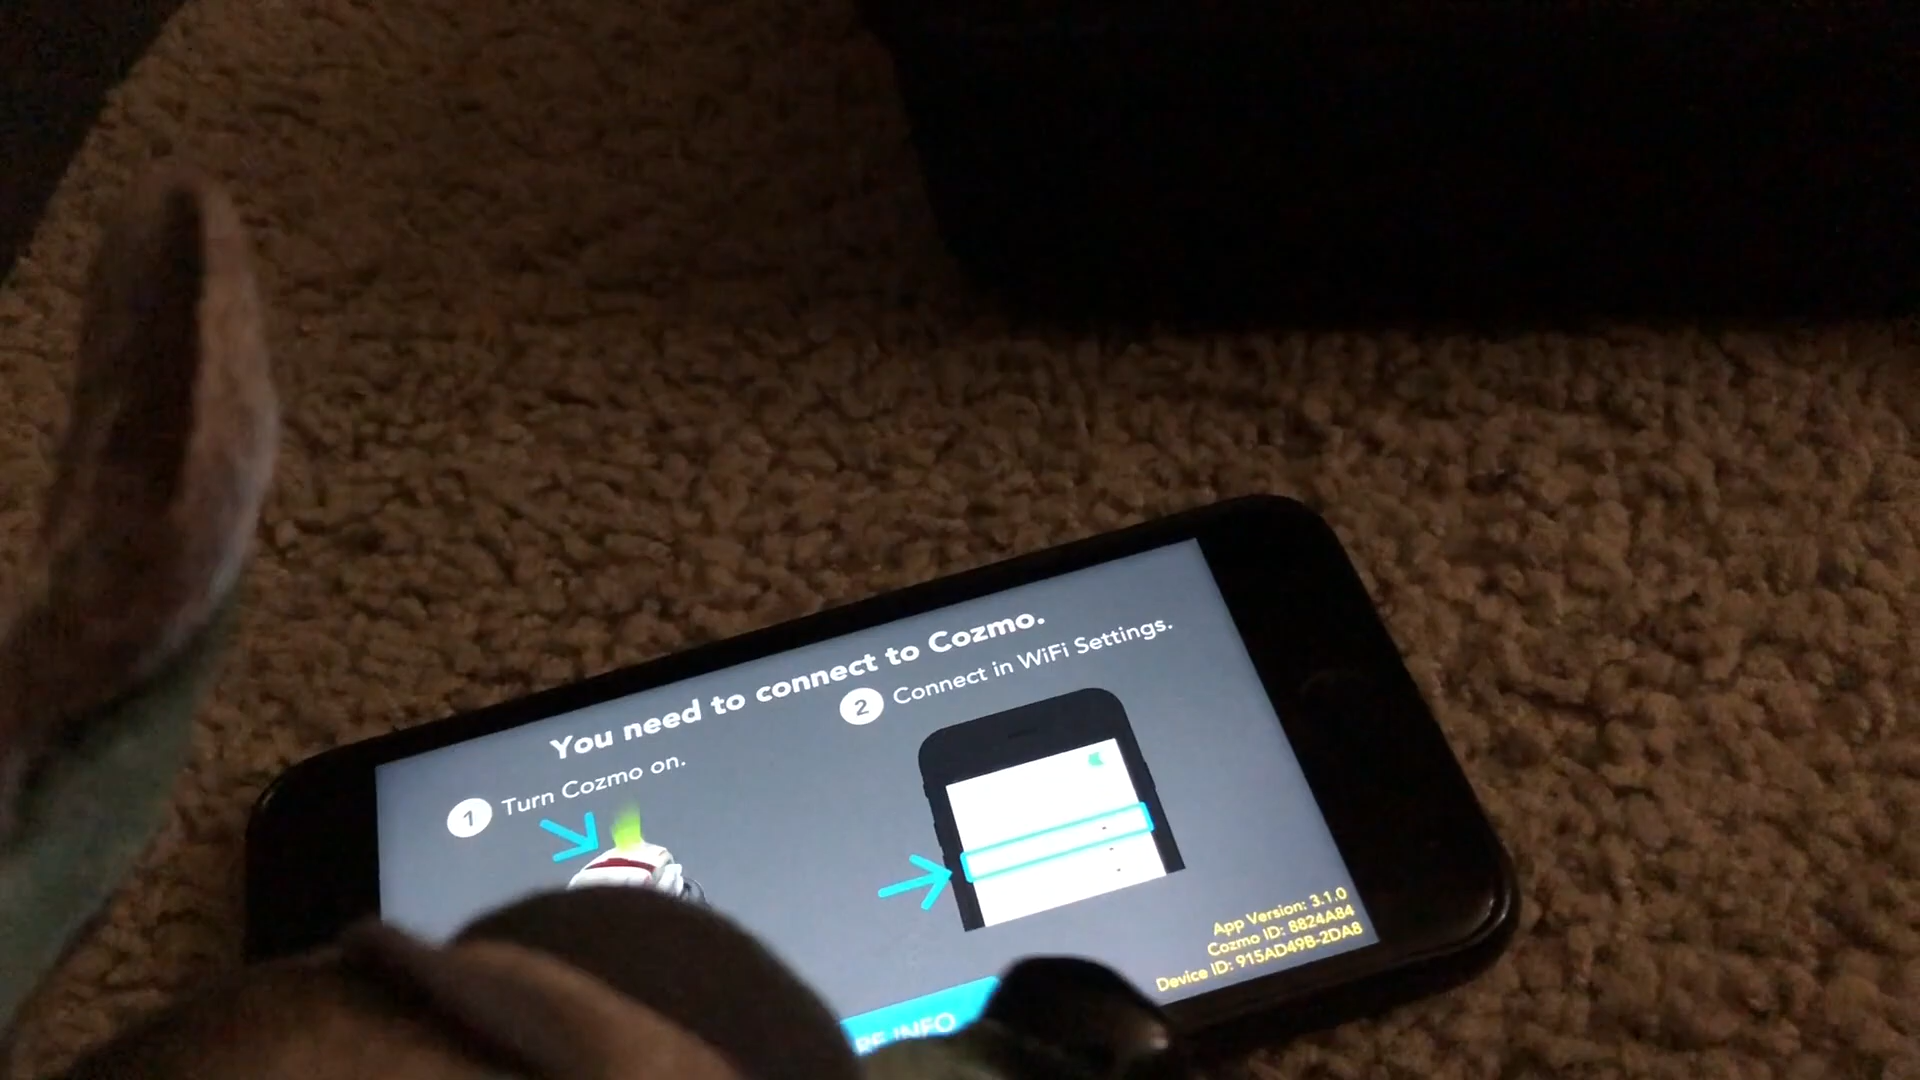 You need to connect to Cozmo.
1 Turn Cozmo on.
2 Connect in WiFi Settings.
App Version: 3.1.0
Cozmo ID: 8824A84
Device ID: 915AD49B-2DA8
INFO